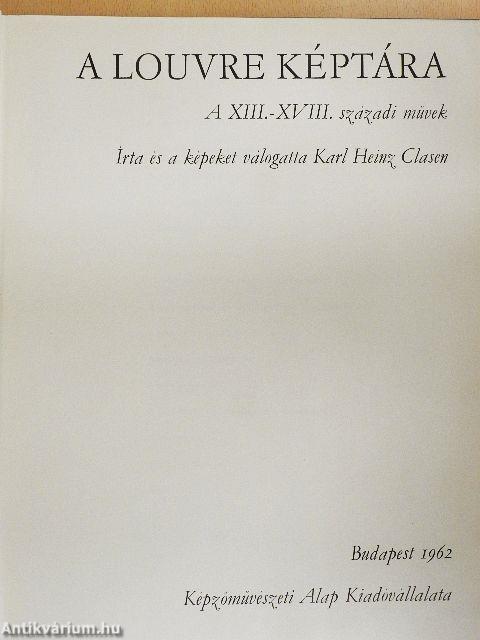 A LOUVRE KÉPTÁRA
A XIII.-XVIII. századi művek
Írta és a képeket válogatta Karl Heinz Clasen
Budapest 1962
Képzőművészeti Alap Kiadóvállalata
Antikvárium.hu